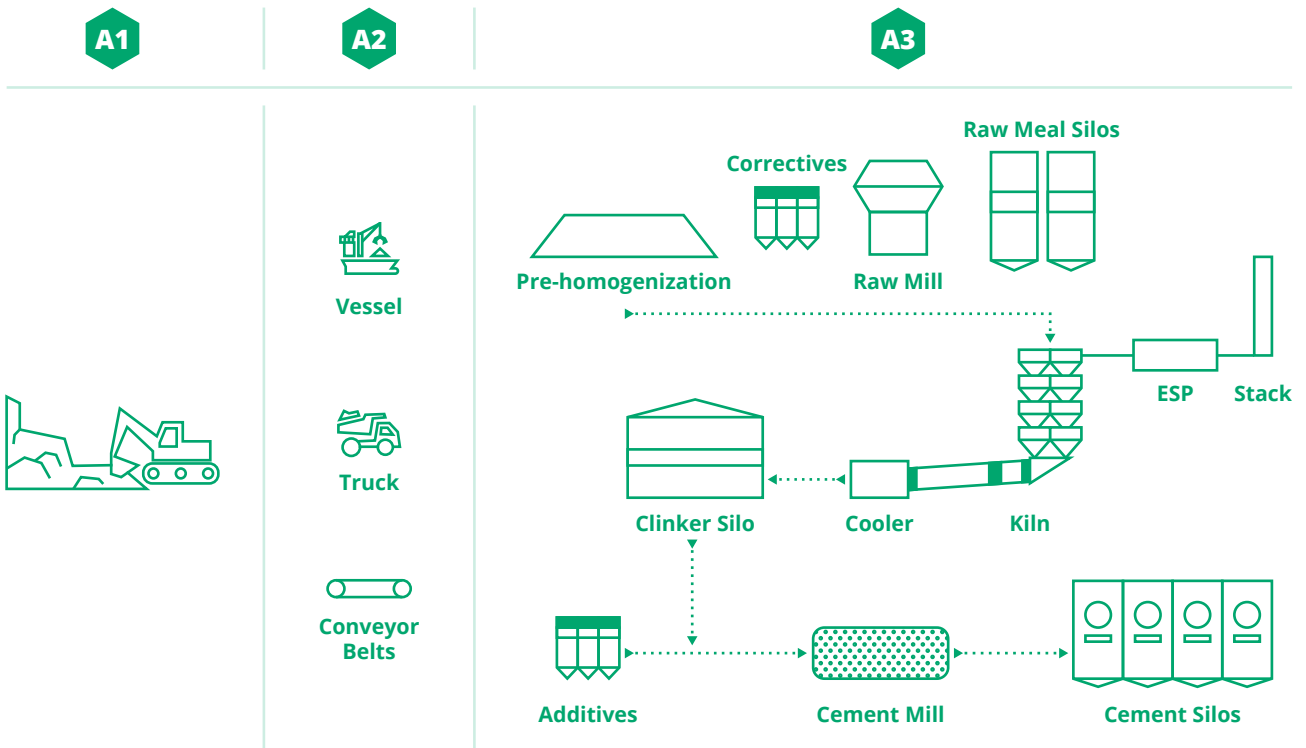 A1
A2
A3
Vessel
Truck
Conveyor
Belts
Raw Meal Silos
Correctives
Pre-homogenization
Raw Mill
ESP
Stack
Clinker Silo
Cooler
Kiln
Additives
Cement Mill
Cement Silos